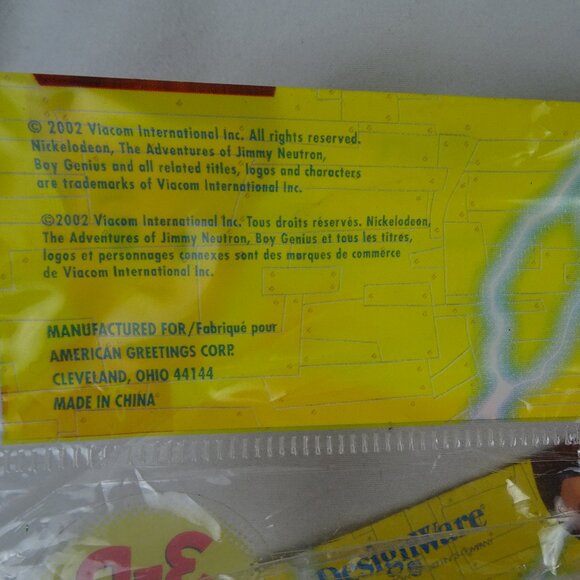 © 2002 Viacom International Inc. All rights reserved.
Nickelodeon, The Adventures of Jimmy Neutron,
Boy Genius and all related titles, logos and characters
are trademarks of Viacom International Inc.
©2002 Viacom International Inc. Tous droits réservés. Nickelodeon,
The Adventures of Jimmy Neutron, Boy Genius et tous les titres,
logos et personnages connexes sont des marques de commerce
de Viacom International Inc.
MANUFACTURED FOR/Fabriqué pour
AMERICAN GREETINGS CORP.
CLEVELAND, OHIO 44144
MADE IN CHINA
DesignWare®
3-D